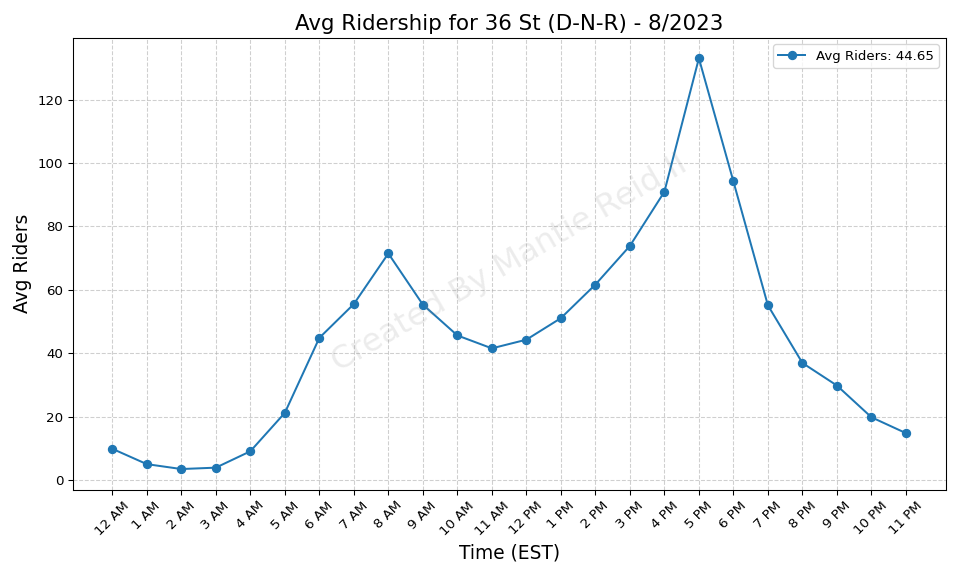 Avg Ridership for 36 St (D-N-R) - 8/2023
Avg Riders: 44.65
Avg Riders
120
100
80
60
40
20
0
Created By Mantie Reid II
12 AM
1 AM
2 AM
3 AM
4 AM
5 AM
6 AM
7 AM
8 AM
9 AM
10 AM
11 AM
12 PM
1 PM
2 PM
3 PM
4 PM
5 PM
6 PM
7 PM
8 PM
9 PM
10 PM
11 PM
Time (EST)